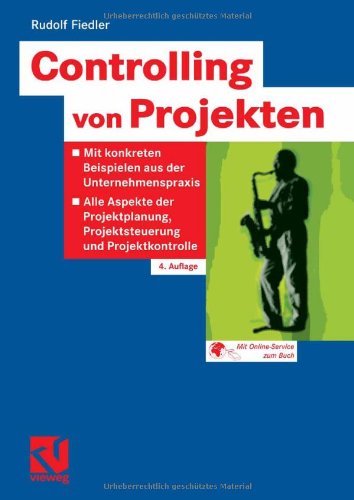 Rudolf Fiedler
Controlling
von Projekten
■ Mit konkreten
Beispielen aus der
Unternehmenspraxis
■ Alle Aspekte der
Projektplanung,
Projektsteuerung
und Projektkontrolle
4. Auflage
Mit Online-Service
zum Buch
vieweg
Urheberrechtlich geschütztes Material